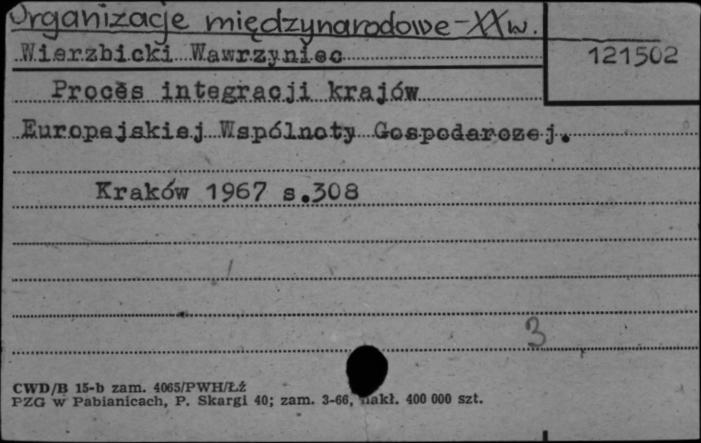 Organizacje międzynarodowe - XX w.
Wierzbicki Wawrzyniec
121502
Proces integracji krajów
Europejskiej Wspólnoty Gospodarczej.
Kraków 1967 s.308
3
CWD/B 15-b zam. 4065/PWH/Łź
PZG w Pabianicach, P. Skargi 40; zam. 3-66, nakł. 400 000 szt.